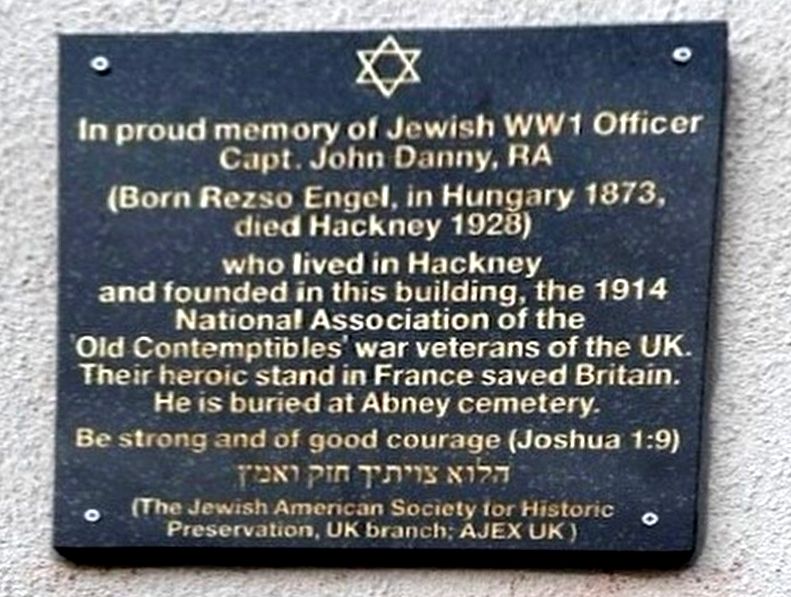 In proud memory of Jewish WW1 Officer
Capt. John Danny, RA
(Born Rezso Engel, in Hungary 1873,
died Hackney 1928)
who lived in Hackney
and founded in this building, the 1914
National Association of the
'Old Contemptibles' war veterans of the UK.
Their heroic stand in France saved Britain.
He is buried at Abney cemetery.
Be strong and of good courage (Joshua 1:9)
הלוא צויתיך חזק ואמץ
(The Jewish American Society for Historic
Preservation, UK branch; AJEX UK )